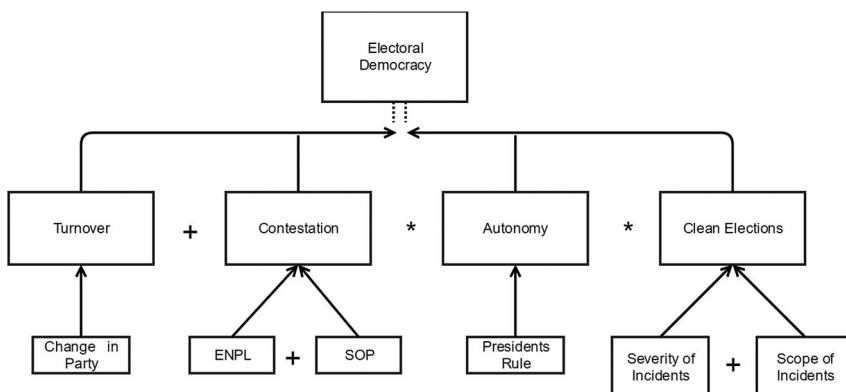 Electoral
Democracy
Turnover + Contestation * Autonomy * Clean Elections
Change in
Party
ENPL + SOP
Presidents
Rule
Severity of
Incidents
+
Scope of
Incidents